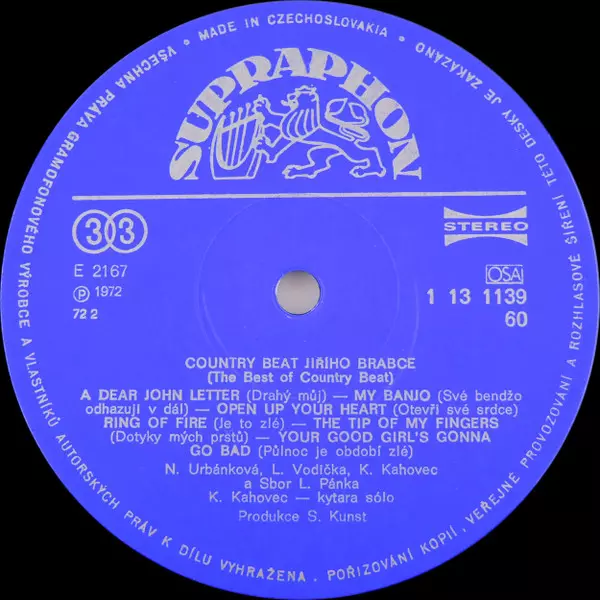 VŠECHNA PRÁVA GRAMOFONOVÉHO VÝROBCE A VLASTNÍKŮ AUTORSKÝCH PRÁV K DÍLU VYHRAŽENA . POŘIZOVÁNÍ KOPIÍ, VEŘEJNÉ PROVOZOVÁNÍ A ROZHLASOVÉ ŠÍŘENÍ TÉTO DESKY JE ZAKÁZÁNO
• MADE IN CZECHOSLOVAKIA •
SUPRAPHON
33
STEREO
E 2167
OSA
℗ 1972
1 13 1139
72 2
60
COUNTRY BEAT JIŘÍHO BRABCE
(The Best of Country Beat)
A DEAR JOHN LETTER (Drahý můj) — MY BANJO (Své bendžo
odhazuji v dál) — OPEN UP YOUR HEART (Otevři své srdce)
RING OF FIRE (Je to zlé) — THE TIP OF MY FINGERS
(Dotyky mých prstů) — YOUR GOOD GIRL'S GONNA
GO BAD (Půlnoc je období zlé)
N. Urbánková, L. Vodička, K. Kahovec
a Sbor L. Pánka
K. Kahovec — kytara sólo
Produkce S. Kunst